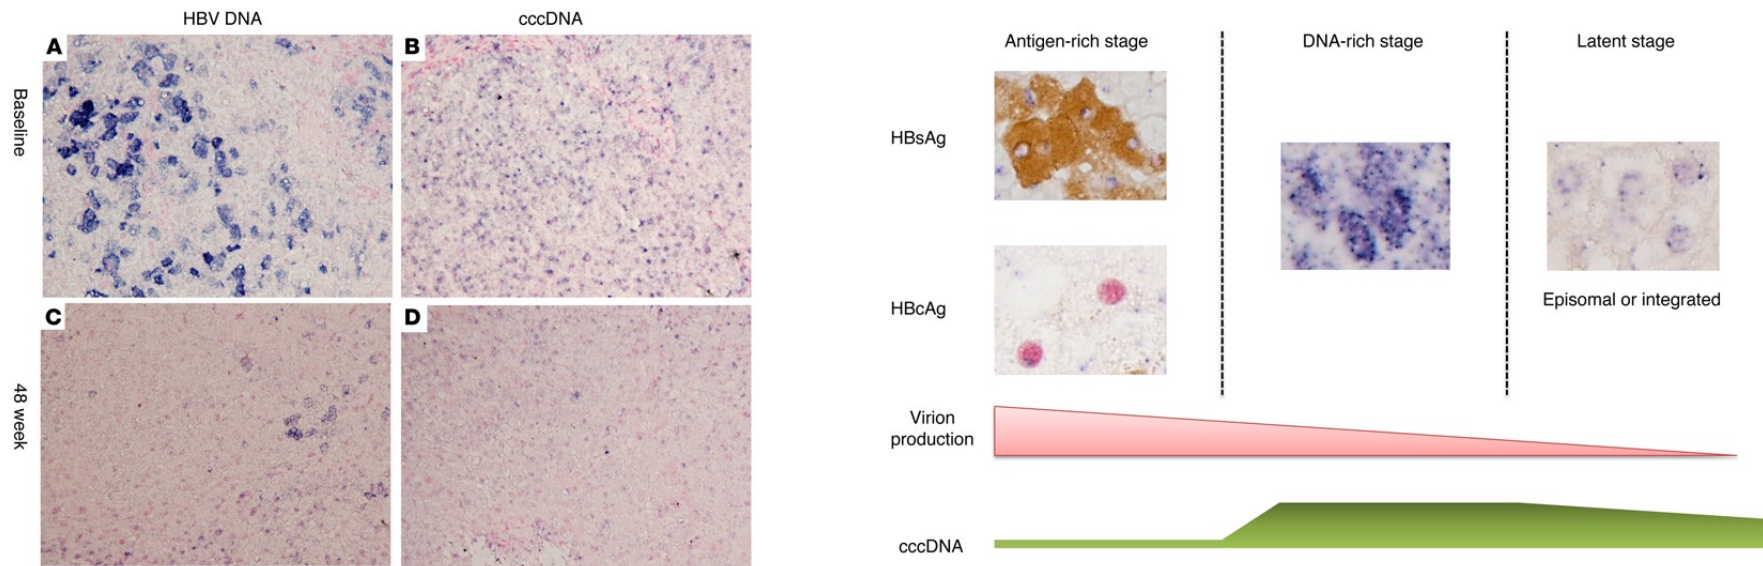 HBV DNA
cccDNA
A
B
Baseline
C
D
48 week
Antigen-rich stage
DNA-rich stage
Latent stage
HBsAg
HBcAg
Episomal or integrated
Virion
production
cccDNA